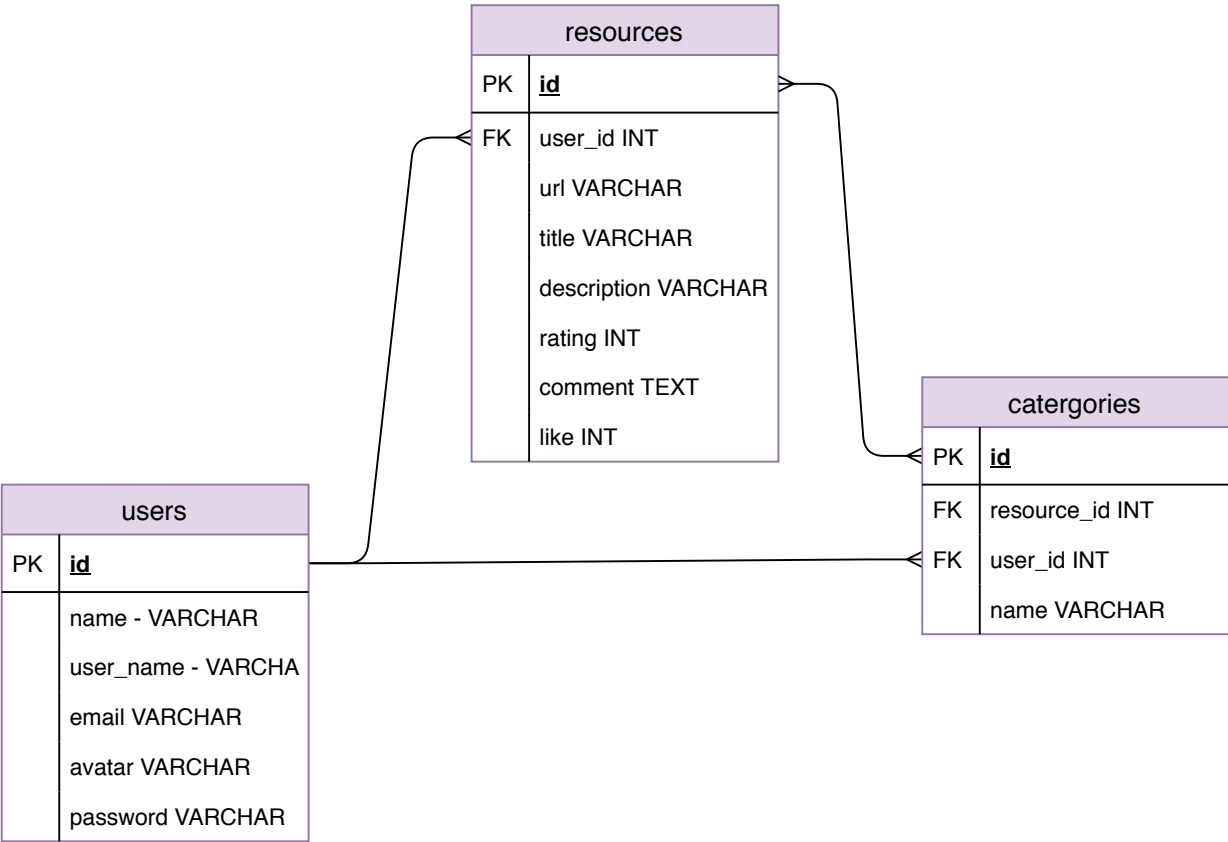 resources
PK id
FK user_id INT
url VARCHAR
title VARCHAR
description VARCHAR
rating INT
comment TEXT
like INT
catergories
PK id
FK resource_id INT
FK user_id INT
name VARCHAR
users
PK id
name - VARCHAR
user_name - VARCHA
email VARCHAR
avatar VARCHAR
password VARCHAR